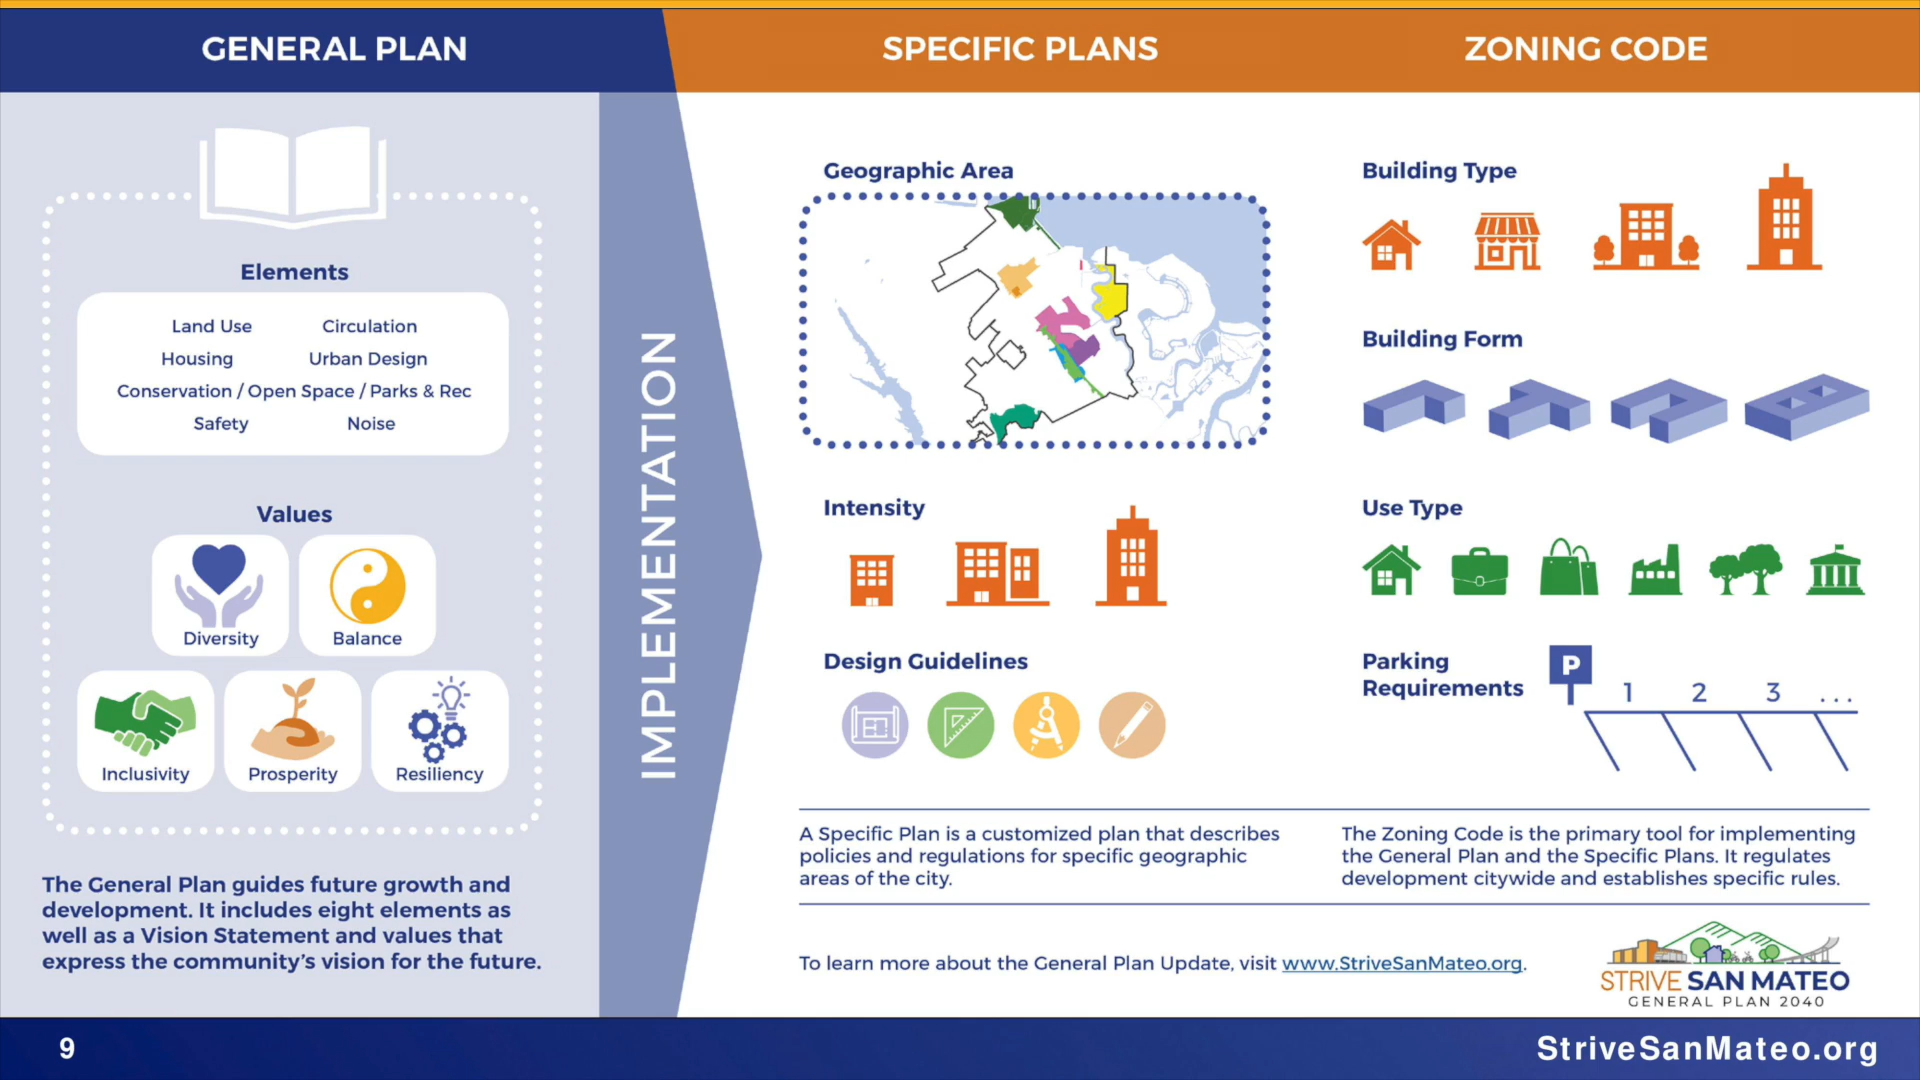 GENERAL PLAN
SPECIFIC PLANS
ZONING CODE
Elements
Land Use
Circulation
Housing
Urban Design
Conservation / Open Space / Parks & Rec
Safety
Noise
Values
Diversity
Balance
Inclusivity
Prosperity
Resiliency
The General Plan guides future growth and
development. It includes eight elements as
well as a Vision Statement and values that
express the community's vision for the future.
IMPLEMENTATION
Geographic Area
Intensity
Design Guidelines
A Specific Plan is a customized plan that describes
policies and regulations for specific geographic
areas of the city.
Building Type
Building Form
Use Type
Parking
Requirements
P
1 2 3 ...
The Zoning Code is the primary tool for implementing
the General Plan and the Specific Plans. It regulates
development citywide and establishes specific rules.
To learn more about the General Plan Update, visit www.StriveSanMateo.org.
STRIVE SAN MATEO
GENERAL PLAN 2040
9
StriveSanMateo.org